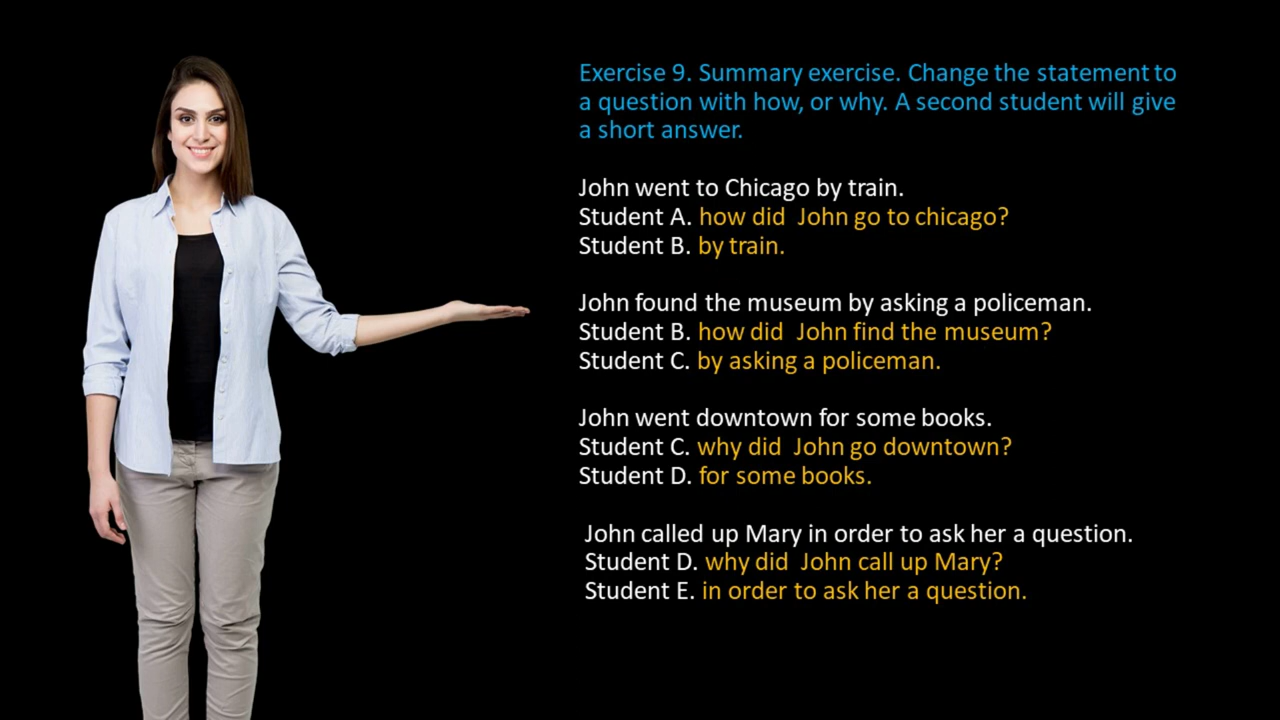 Exercise 9. Summary exercise. Change the statement to
a question with how, or why. A second student will give
a short answer.
John went to Chicago by train.
Student A. how did  John go to chicago?
Student B. by train.
John found the museum by asking a policeman.
Student B. how did  John find the museum?
Student C. by asking a policeman.
John went downtown for some books.
Student C. why did  John go downtown?
Student D. for some books.
John called up Mary in order to ask her a question.
Student D. why did  John call up Mary?
Student E. in order to ask her a question.